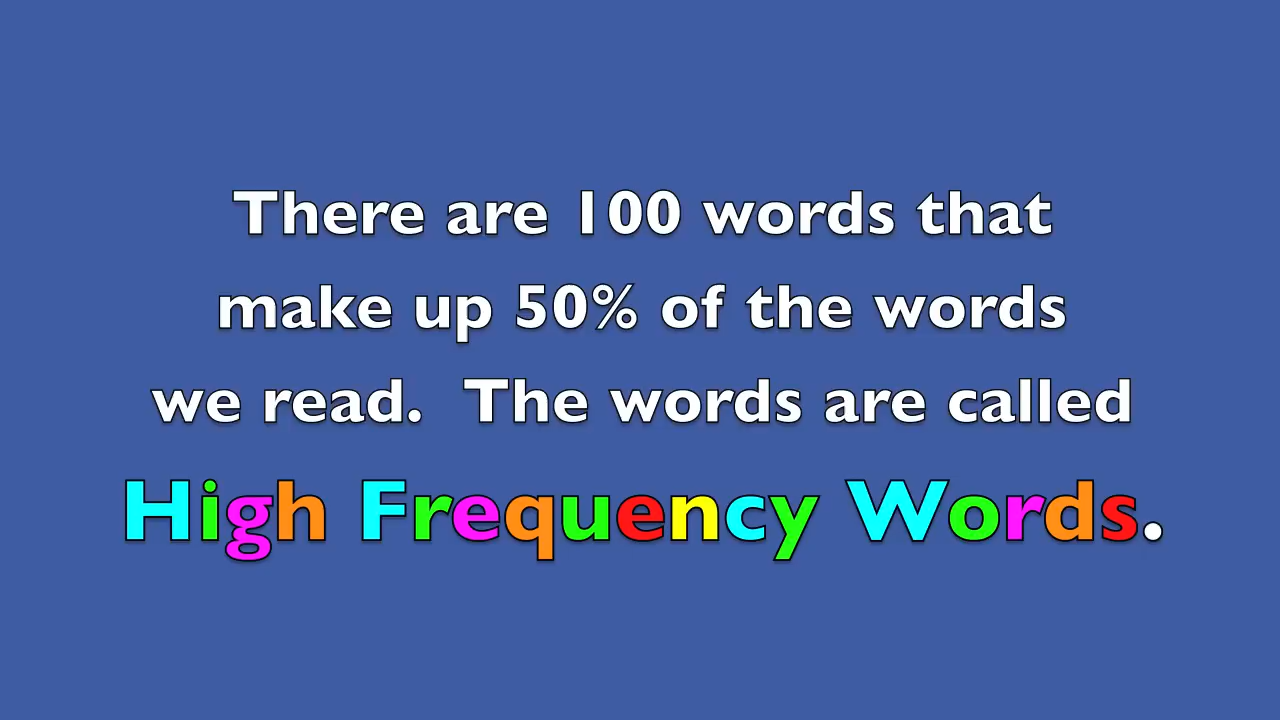 There are 100 words that
make up 50% of the words
we read.  The words are called
High Frequency Words.